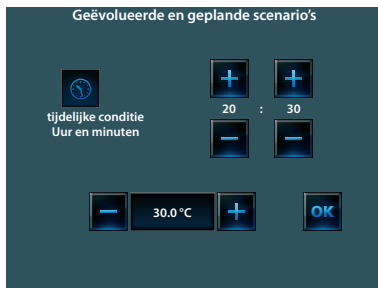 Geëvolueerde en geplande scenario's
20 : 30
tijdelijke conditie
Uur en minuten
30.0 °C
OK